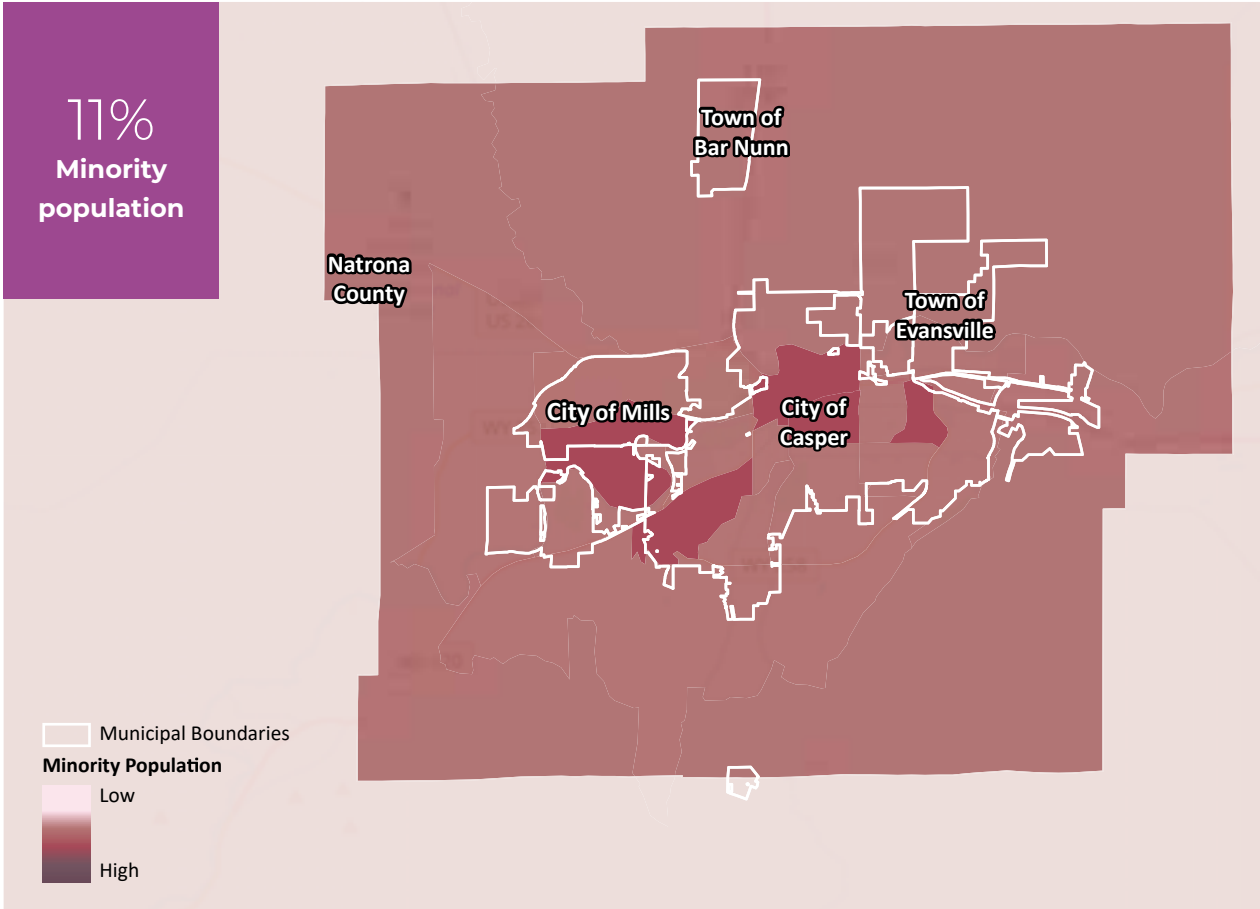 11%
Minority
population
Town of
Bar Nunn
Natrona
County
Town of
Evansville
City of Mills
City of
Casper
Municipal Boundaries
Minority Population
Low
High